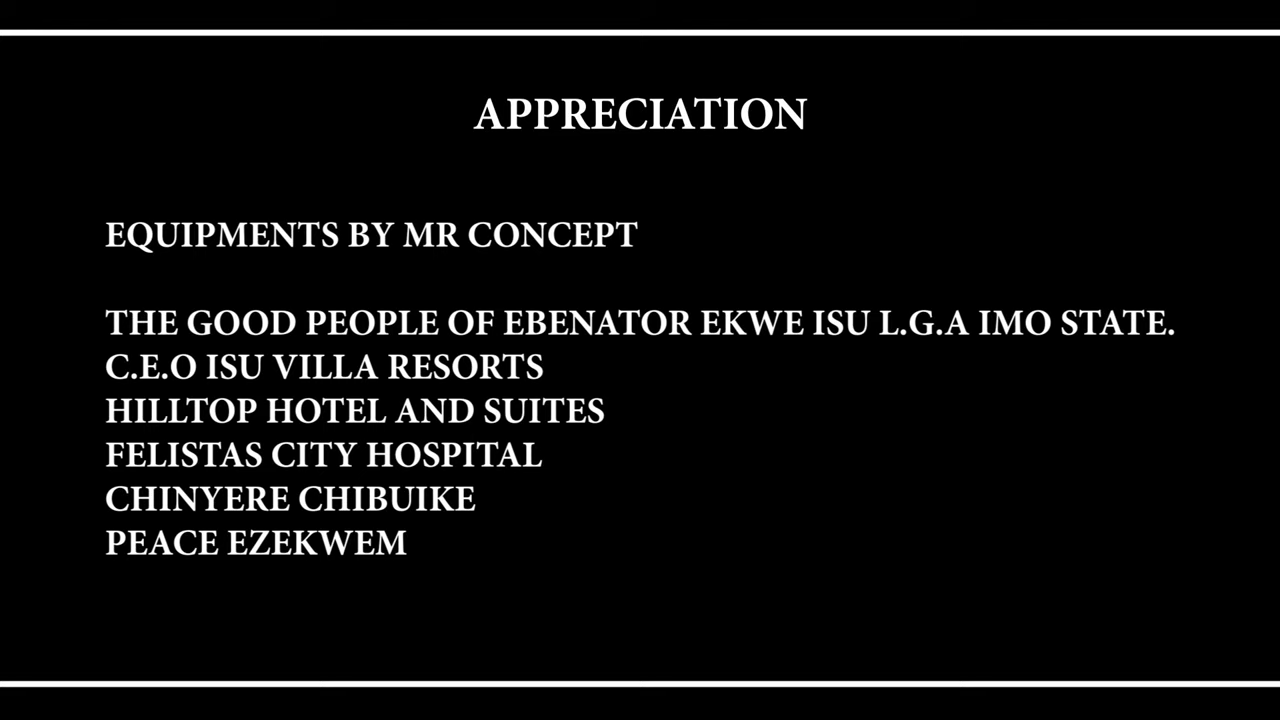 APPRECIATION
EQUIPMENTS BY MR CONCEPT
THE GOOD PEOPLE OF EBENATOR EKWE ISU L.G.A IMO STATE.
C.E.O ISU VILLA RESORTS
HILLTOP HOTEL AND SUITES
FELISTAS CITY HOSPITAL
CHINYERE CHIBUIKE
PEACE EZEKWEM